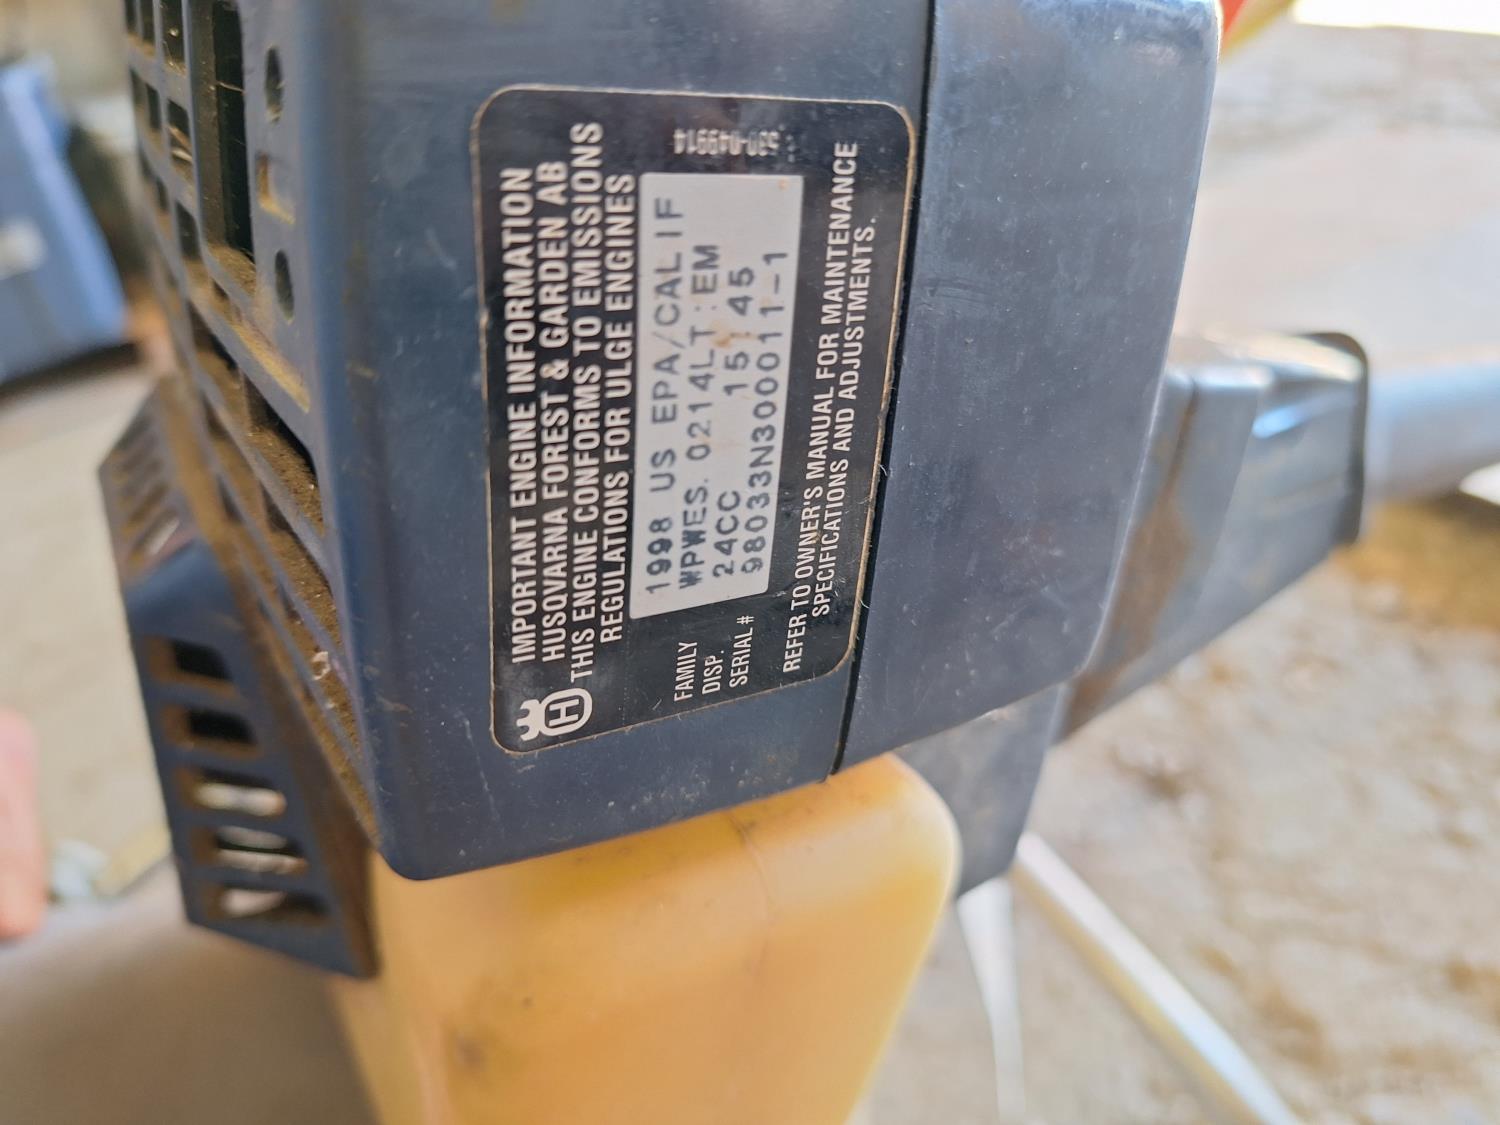 IMPORTANT ENGINE INFORMATION
HUSQVARNA FOREST & GARDEN AB
THIS ENGINE CONFORMS TO EMISSIONS
REGULATIONS FOR ULGE ENGINES
1998 US EPA/CALIF
FAMILY WPWES. 0214LT :EM
DISP. 24CC 15:45
SERIAL # 98033N300011-1
REFER TO OWNER'S MANUAL FOR MAINTENANCE
SPECIFICATIONS AND ADJUSTMENTS.
530-049914
H